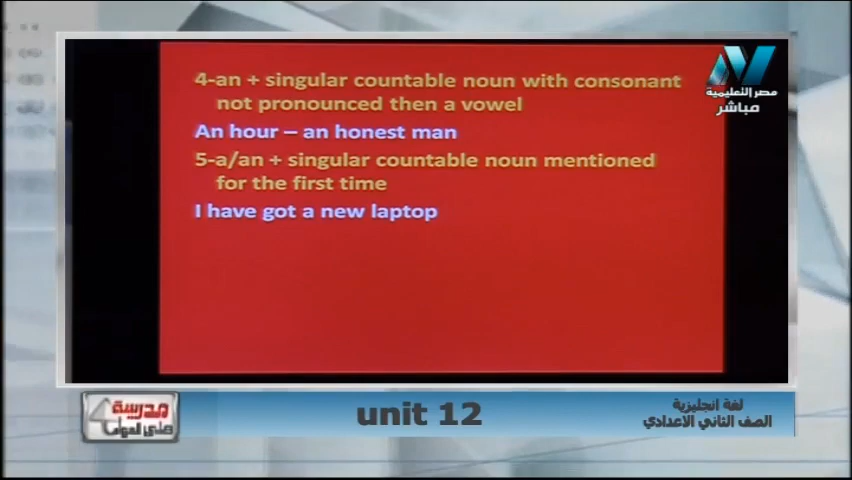 4-an + singular countable noun with consonant
not pronounced then a vowel
An hour – an honest man
5-a/an + singular countable noun mentioned
for the first time
I have got a new laptop
مصر التعليمية
مباشر
مدرسة
على الهواء
unit 12
لغة إنجليزية
الصف الثاني الاعدادي